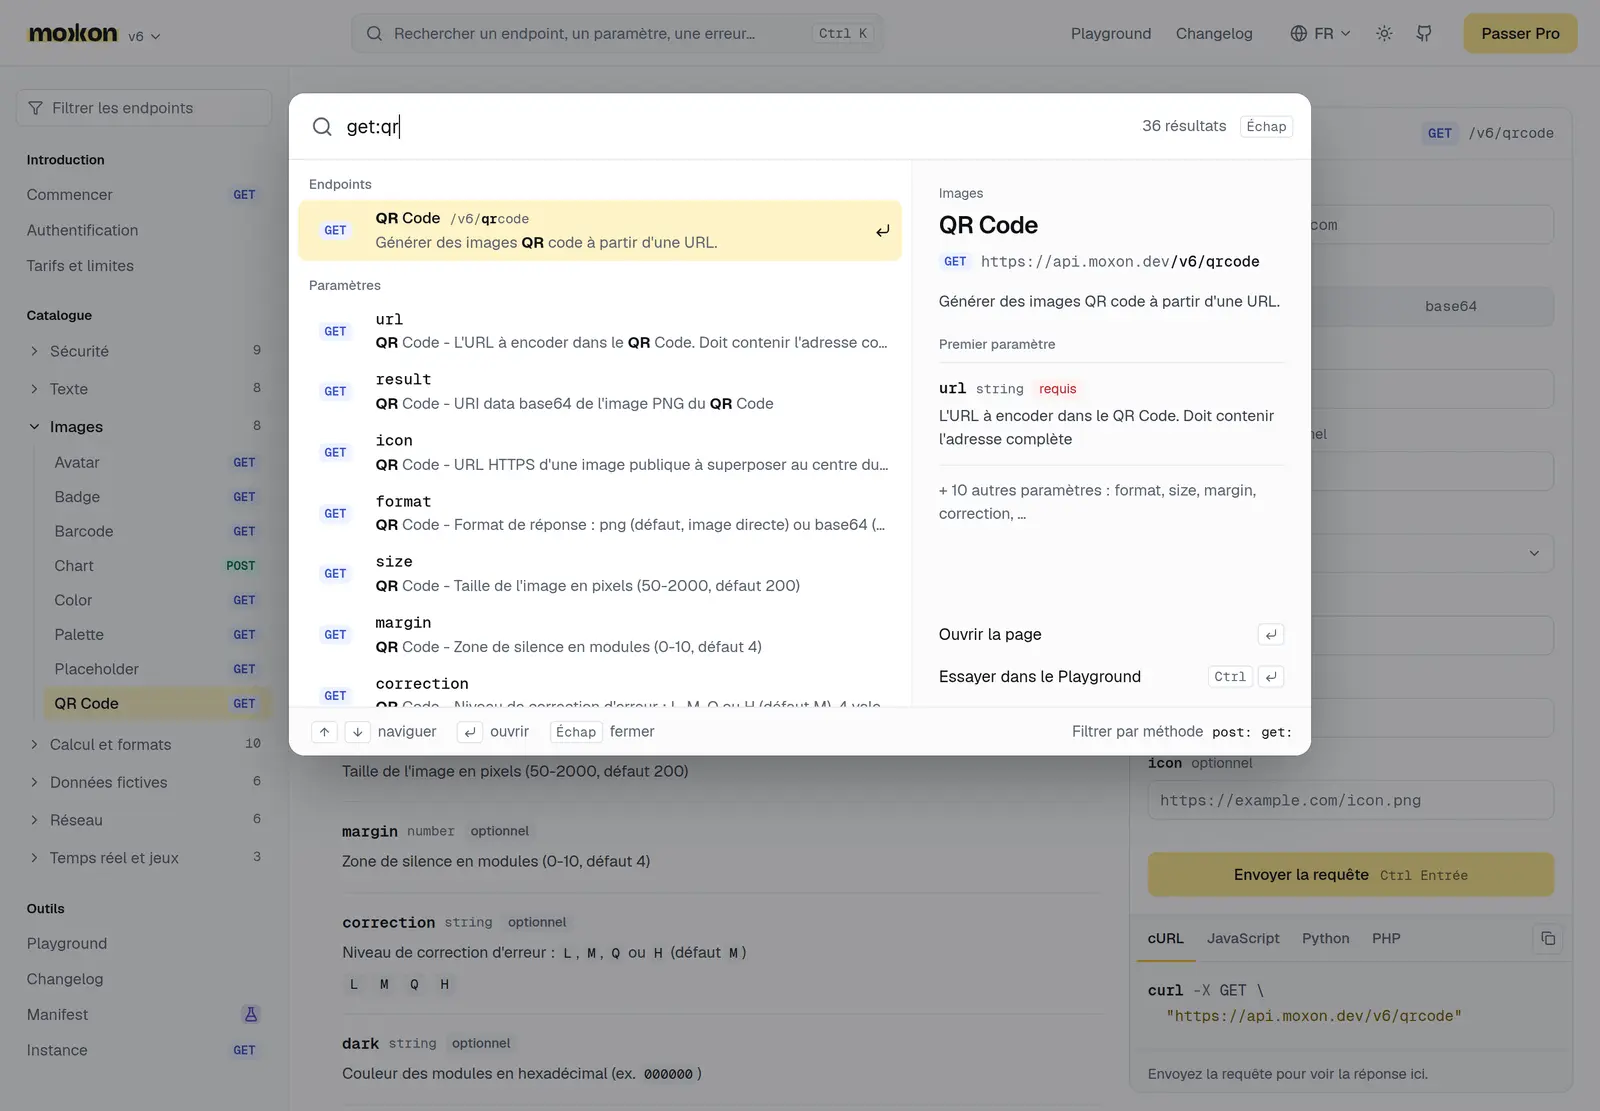 moxkon v6
Rechercher un endpoint, un paramètre, une erreur... Ctrl K
Playground
Changelog
FR
Passer Pro
Filtrer les endpoints
Introduction
Commencer GET
Authentification
Tarifs et limites
Catalogue
Sécurité 9
Texte 8
Images 8
Avatar GET
Badge GET
Barcode GET
Chart POST
Color GET
Palette GET
Placeholder GET
QR Code GET
Calcul et formats 10
Données fictives 6
Réseau 6
Temps réel et jeux 3
Outils
Playground
Changelog
Manifest
Instance GET
get:qr
36 résultats Échap
Endpoints
GET QR Code /v6/qrcode
Générer des images QR code à partir d'une URL.
Paramètres
GET url
QR Code - L'URL à encoder dans le QR Code. Doit contenir l'adresse co...
GET result
QR Code - URI data base64 de l'image PNG du QR Code
GET icon
QR Code - URL HTTPS d'une image publique à superposer au centre du...
GET format
QR Code - Format de réponse : png (défaut, image directe) ou base64 (...
GET size
QR Code - Taille de l'image en pixels (50-2000, défaut 200)
GET margin
QR Code - Zone de silence en modules (0-10, défaut 4)
GET correction
QR Code - Niveau de correction d'erreur : L, M, Q ou H (défaut M). 4 vale
Images
QR Code
GET https://api.moxon.dev/v6/qrcode
Générer des images QR code à partir d'une URL.
Premier paramètre
url string requis
L'URL à encoder dans le QR Code. Doit contenir
l'adresse complète
+ 10 autres paramètres : format, size, margin,
correction, ...
Ouvrir la page
Essayer dans le Playground Ctrl
naviguer ouvrir Échap fermer
Filtrer par méthode post: get:
Taille de l'image en pixels (50-2000, défaut 200)
margin number optionnel
Zone de silence en modules (0-10, défaut 4)
correction string optionnel
Niveau de correction d'erreur : L, M, Q ou H (défaut M)
L M Q H
dark string optionnel
Couleur des modules en hexadécimal (ex. 000000)
GET /v6/qrcode
com
base64
nel
icon optionnel
https://example.com/icon.png
Envoyer la requête Ctrl Entrée
cURL JavaScript Python PHP
curl -X GET \
"https://api.moxon.dev/v6/qrcode"
Envoyez la requête pour voir la réponse ici.